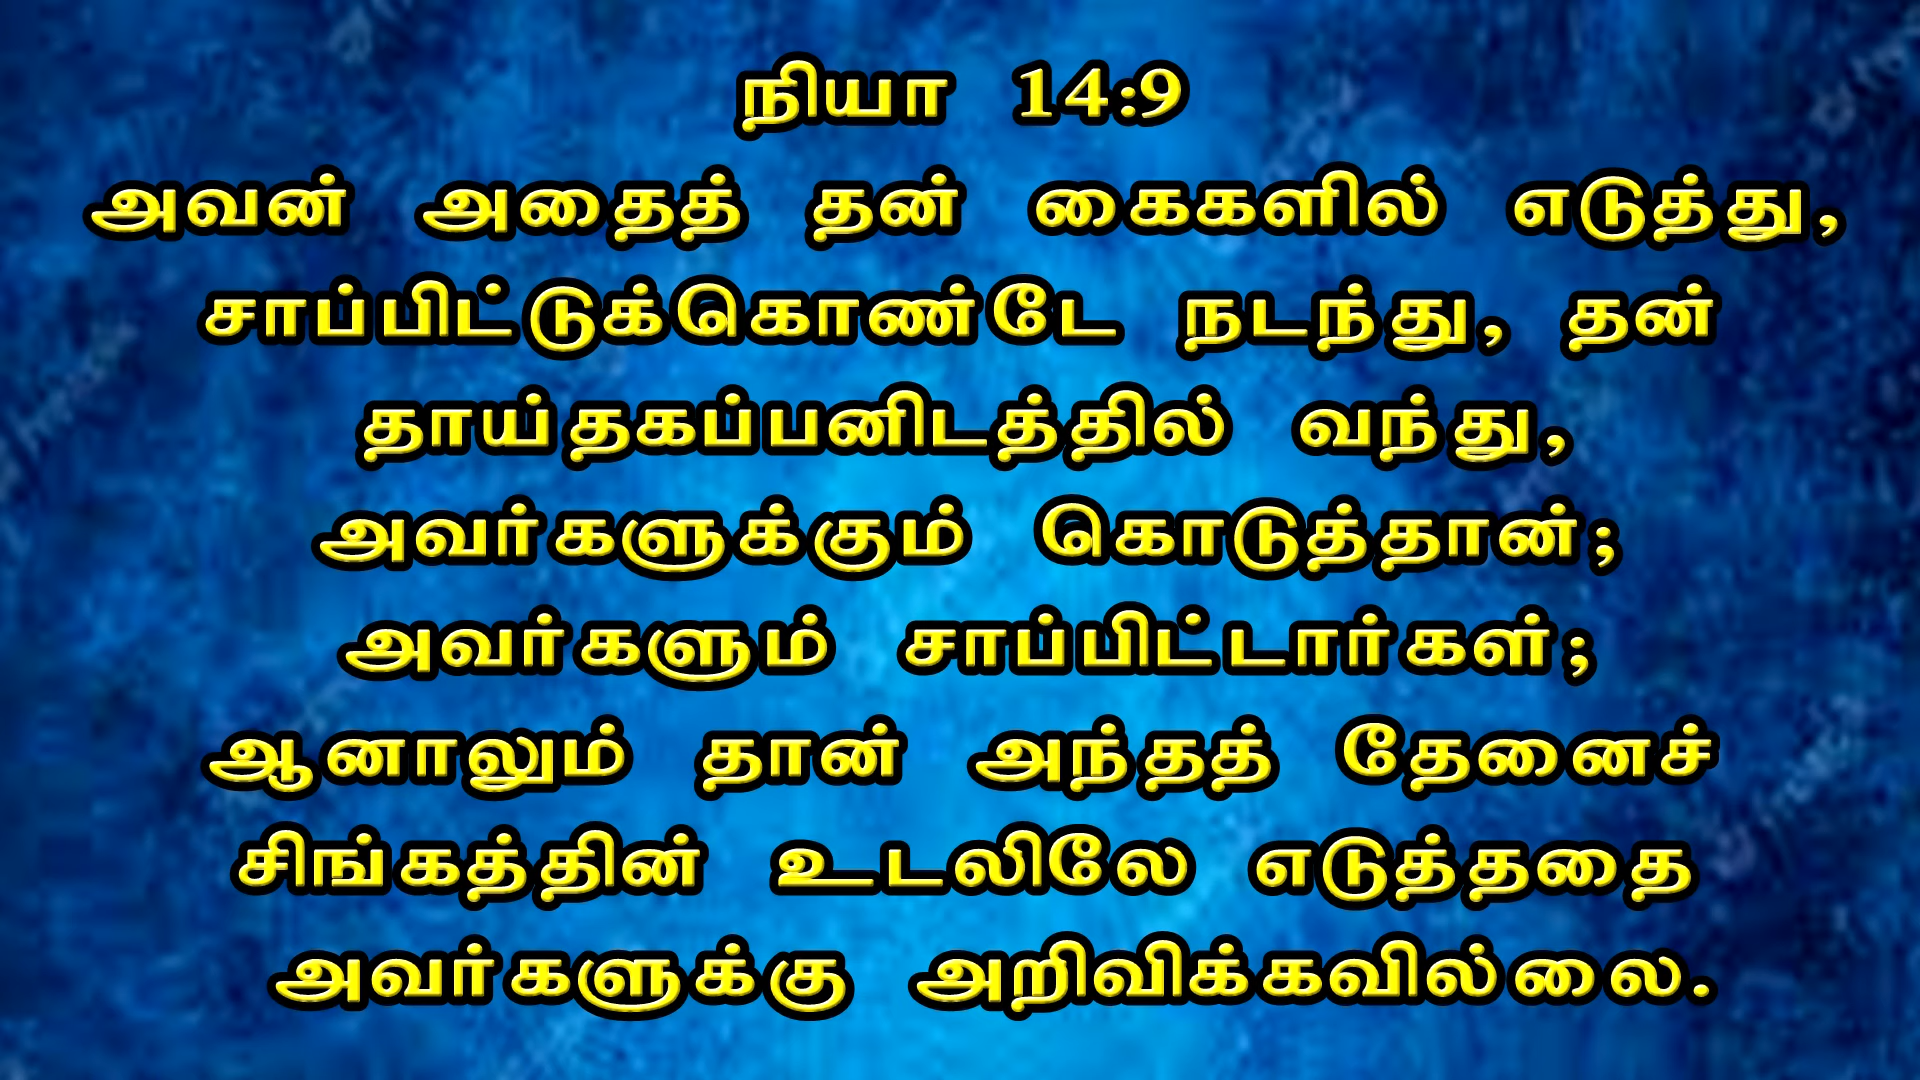 நியா 14:9
அவன் அதைத் தன் கைகளில் எடுத்து,
சாப்பிட்டுக்கொண்டே நடந்து, தன்
தாய்தகப்பனிடத்தில் வந்து,
அவர்களுக்கும் கொடுத்தான்;
அவர்களும் சாப்பிட்டார்கள்;
ஆனாலும் தான் அந்தத் தேனைச்
சிங்கத்தின் உடலிலே எடுத்ததை
அவர்களுக்கு அறிவிக்கவில்லை.